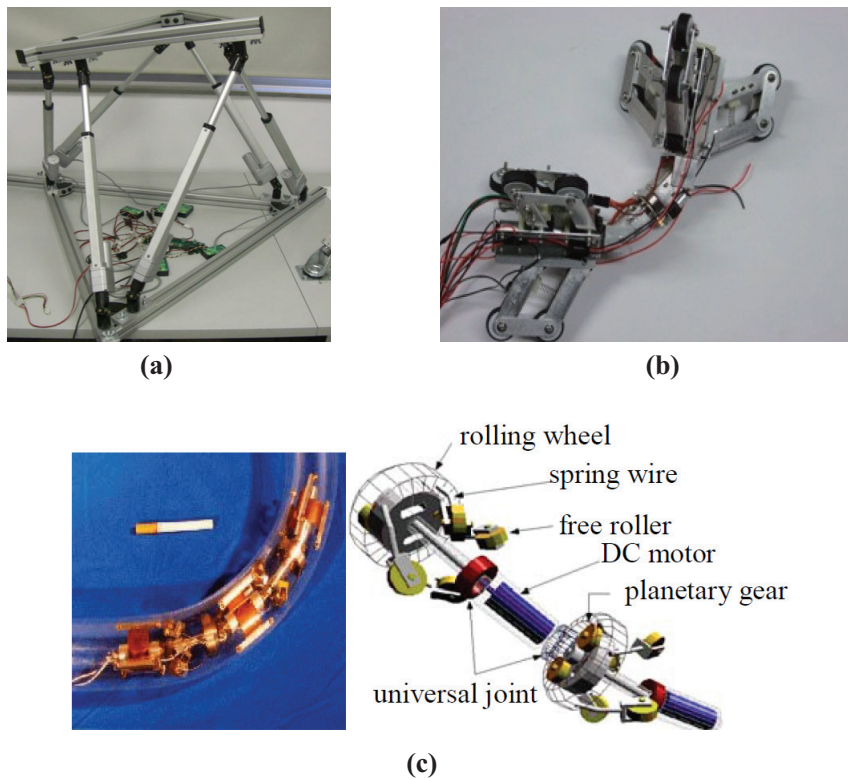 (a)
(b)
rolling wheel
spring wire
free roller
DC motor
planetary gear
universal joint
(c)